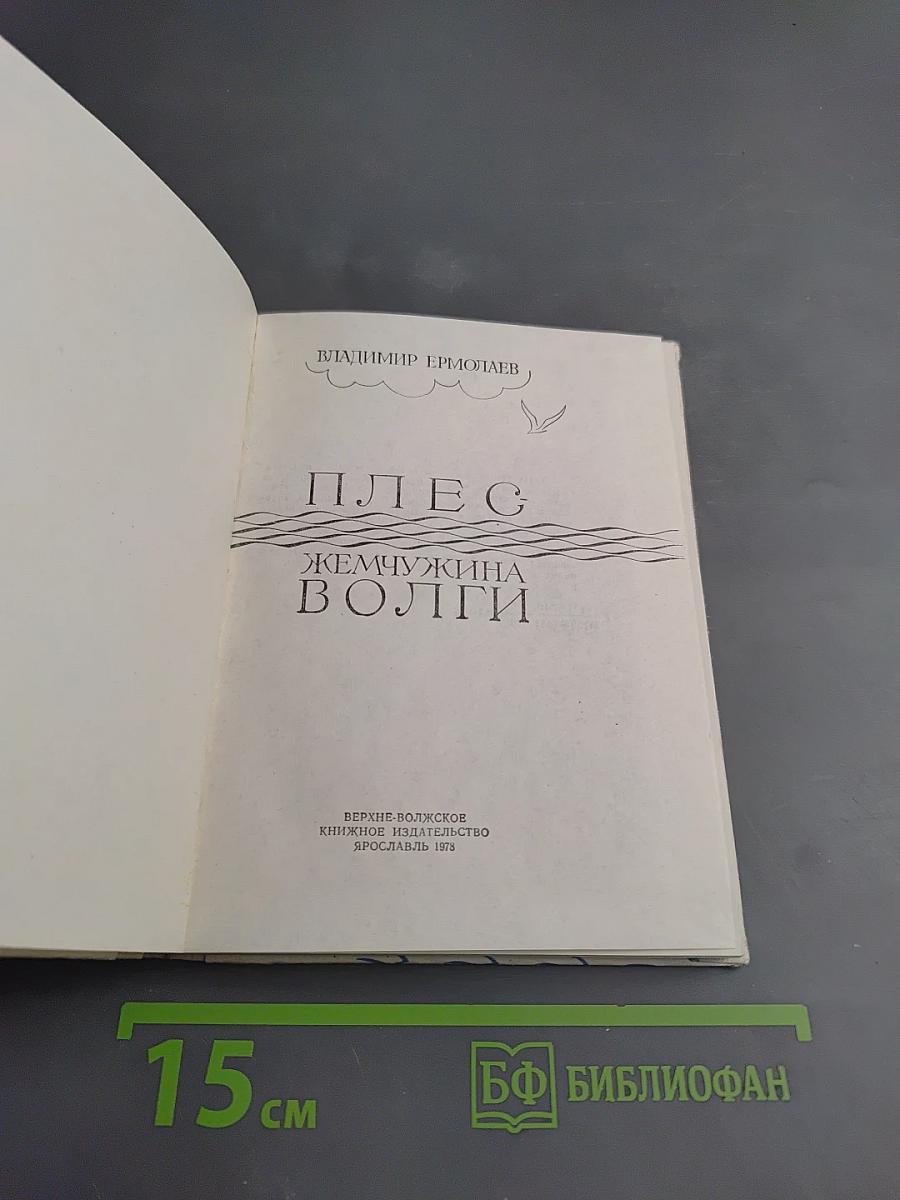 ВЛАДИМИР ЕРМОЛАЕВ
ПЛЕС-
ЖЕМЧУЖИНА
ВОЛГИ
ВЕРХНЕ-ВОЛЖСКОЕ
КНИЖНОЕ ИЗДАТЕЛЬСТВО
ЯРОСЛАВЛЬ 1978
15 см
БФ БИБЛИОФАН